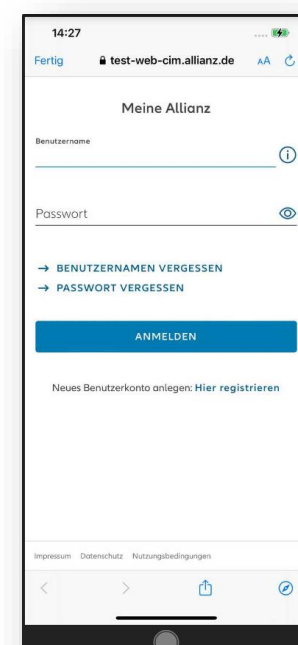 14:27
Fertig test-web-cim.allianz.de AA
Meine Allianz
Benutzername
Passwort
→ BENUTZERNAMEN VERGESSEN
→ PASSWORT VERGESSEN
ANMELDEN
Neues Benutzerkonto anlegen: Hier registrieren
Impressum Datenschutz Nutzungsbedingungen